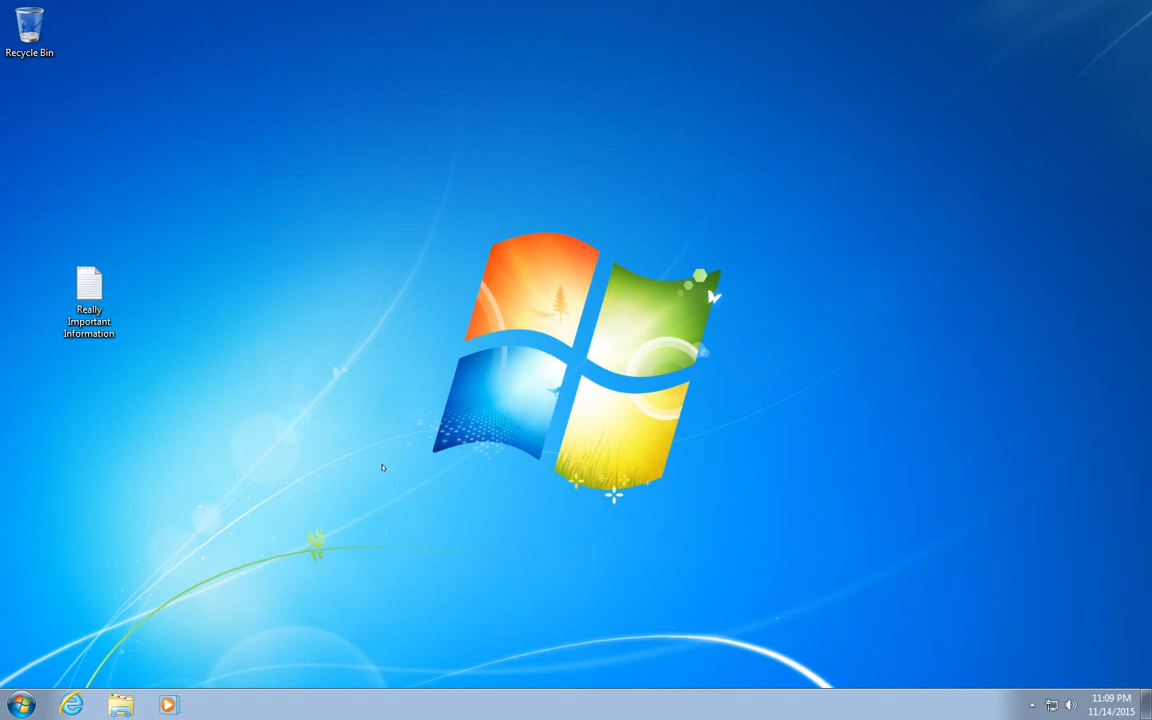 Recycle Bin
Really
Important
Information
11:09 PM
11/14/2015